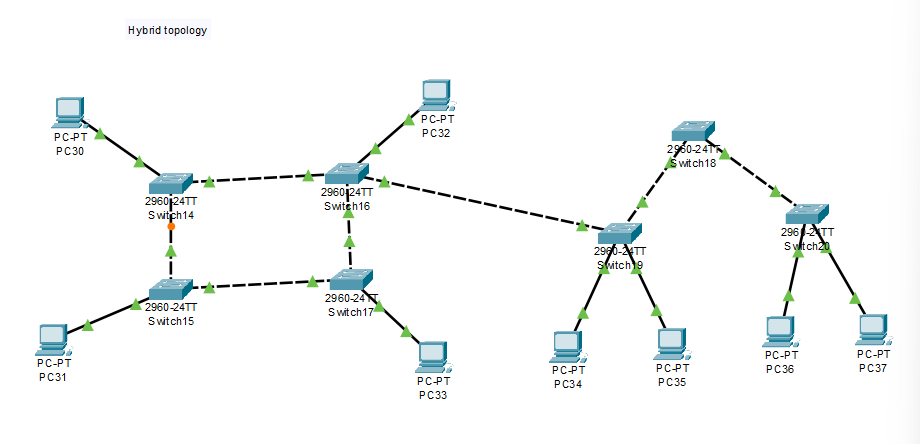 Hybrid topology
PC-PT
PC30
PC-PT
PC32
2960-24TT
Switch14
2960-24TT
Switch16
2960-24TT
Switch18
2960-24TT
Switch20
2960-24TT
Switch19
2960-24TT
Switch15
2960-24TT
Switch17
PC-PT
PC31
PC-PT
PC33
PC-PT
PC34
PC-PT
PC35
PC-PT
PC36
PC-PT
PC37